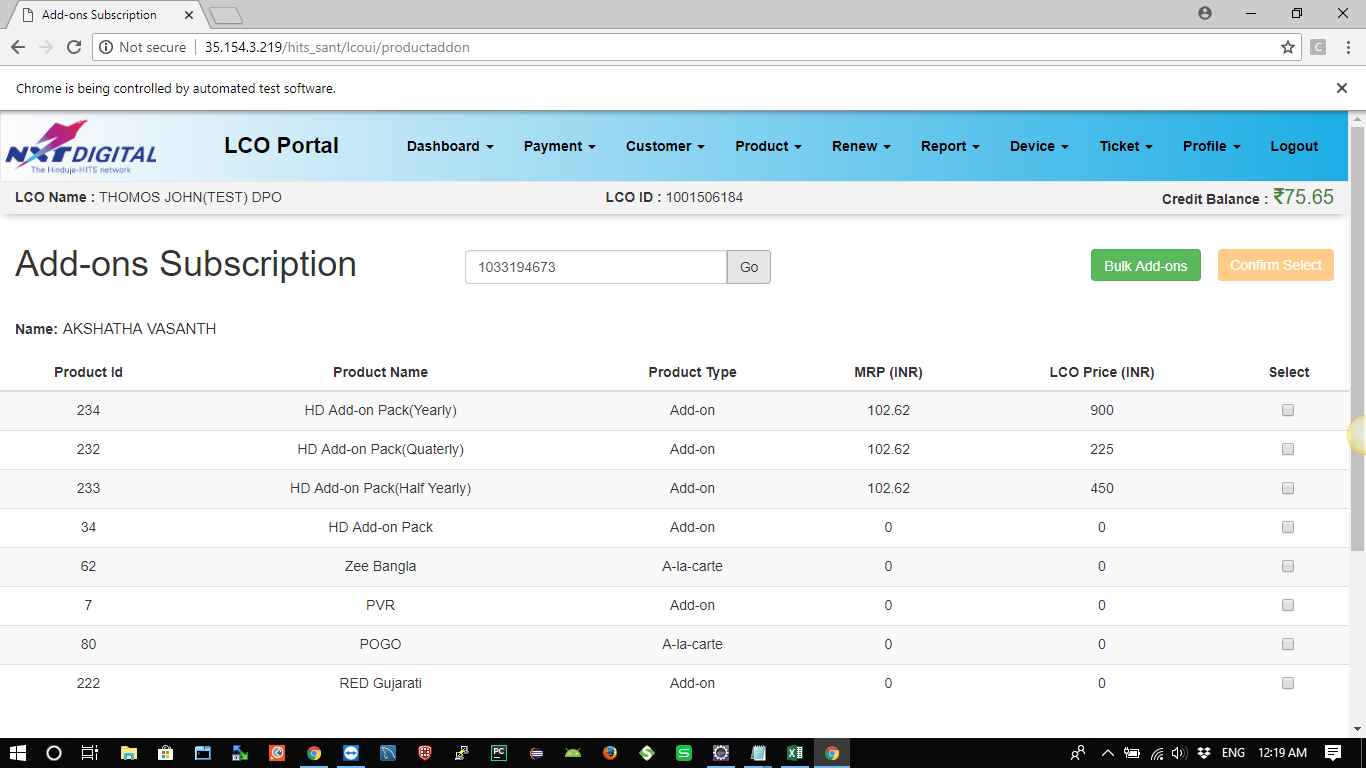 Add-ons Subscription
Not secure 35.154.3.219/hits_sant/lcoui/productaddon
Chrome is being controlled by automated test software.
NXTDIGITAL
The Hinduja-HITS network
LCO Portal Dashboard Payment Customer Product Renew Report Device Ticket Profile Logout
LCO Name : THOMOS JOHN(TEST) DPO LCO ID : 1001506184 Credit Balance : ₹75.65
Add-ons Subscription 1033194673 Go Bulk Add-ons Confirm Select
Name: AKSHATHA VASANTH
Product Id Product Name Product Type MRP (INR) LCO Price (INR) Select
234 HD Add-on Pack(Yearly) Add-on 102.62 900
232 HD Add-on Pack(Quaterly) Add-on 102.62 225
233 HD Add-on Pack(Half Yearly) Add-on 102.62 450
34 HD Add-on Pack Add-on 0 0
62 Zee Bangla A-la-carte 0 0
7 PVR Add-on 0 0
80 POGO A-la-carte 0 0
222 RED Gujarati Add-on 0 0
ENG 12:19 AM